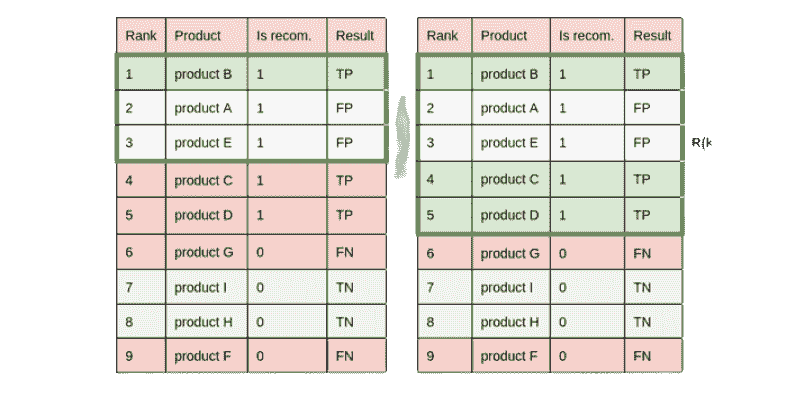 Rank Product Is recom. Result
1 product B 1 TP
2 product A 1 FP
3 product E 1 FP
4 product C 1 TP
5 product D 1 TP
6 product G 0 FN
7 product I 0 TN
8 product H 0 TN
9 product F 0 FN
Rank Product Is recom. Result
1 product B 1 TP
2 product A 1 FP
3 product E 1 FP
4 product C 1 TP
5 product D 1 TP
6 product G 0 FN
7 product I 0 TN
8 product H 0 TN
9 product F 0 FN
R(k